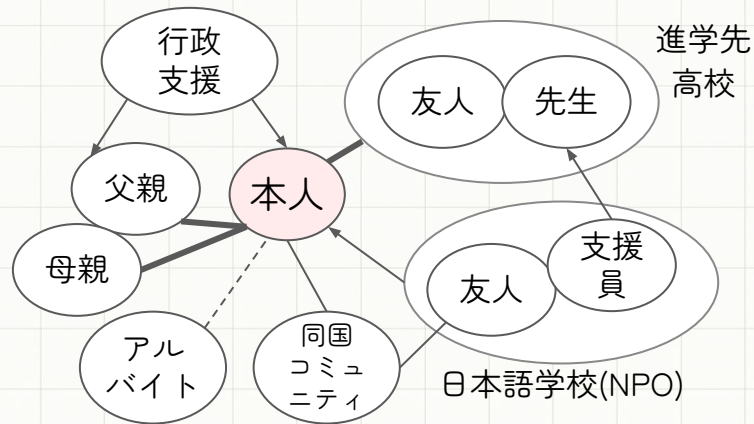 行政
支援
進学先
高校
友人
先生
父親
本人
母親
支援
員
友人
アル
バイト
同国
コミュ
ニティ
日本語学校(NPO)